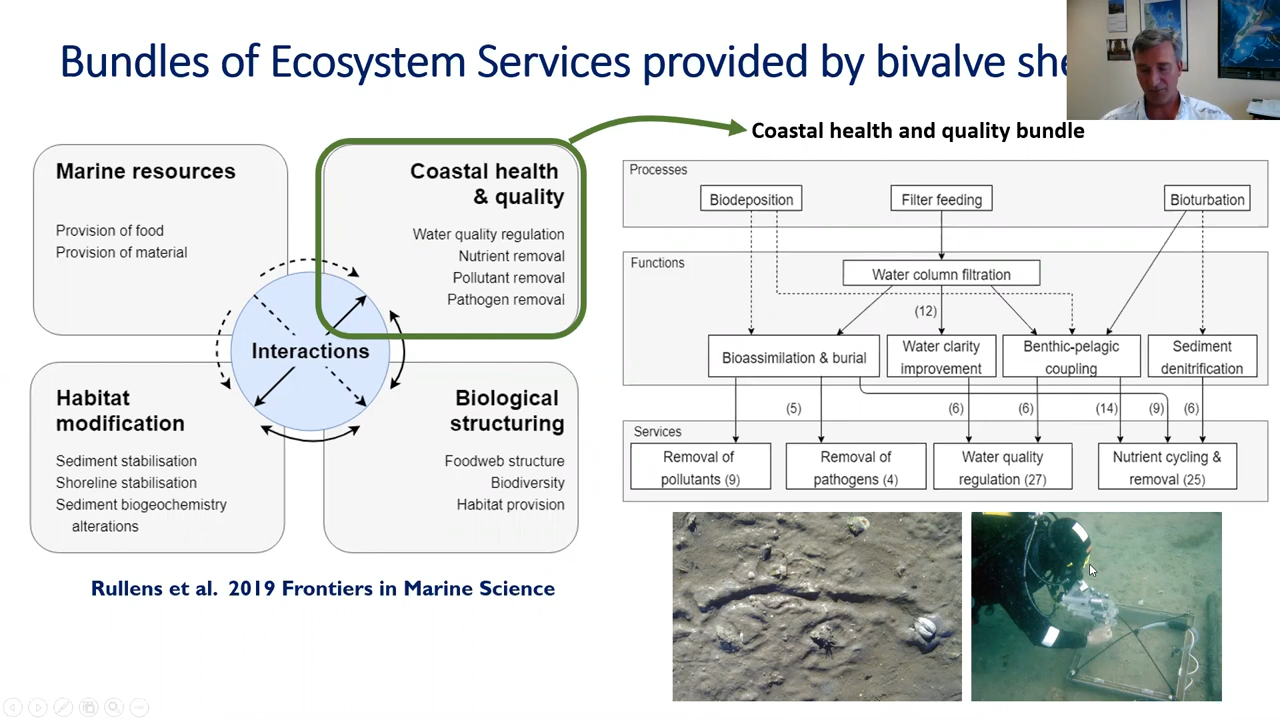 Bundles of Ecosystem Services provided by bivalve
Coastal health and quality bundle
Marine resources
Provision of food
Provision of material
Coastal health
& quality
Water quality regulation
Nutrient removal
Pollutant removal
Pathogen removal
Interactions
Habitat
modification
Sediment stabilisation
Shoreline stabilisation
Sediment biogeochemistry
alterations
Biological
structuring
Foodweb structure
Biodiversity
Habitat provision
Rullens et al. 2019 Frontiers in Marine Science
Processes
Biodeposition
Filter feeding
Bioturbation
Functions
Water column filtration
(12)
Bioassimilation & burial
Water clarity
improvement
Benthic-pelagic
coupling
Sediment
denitrification
(5)
(6)
(6)
(14)
(9)
(6)
Services
Removal of
pollutants (9)
Removal of
pathogens (4)
Water quality
regulation (27)
Nutrient cycling &
removal (25)